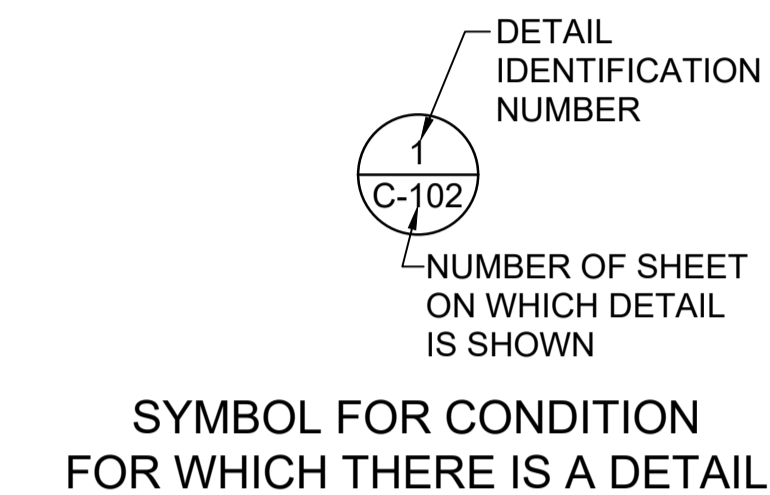 DETAIL
IDENTIFICATION
NUMBER
1
C-102
NUMBER OF SHEET
ON WHICH DETAIL
IS SHOWN
SYMBOL FOR CONDITION
FOR WHICH THERE IS A DETAIL